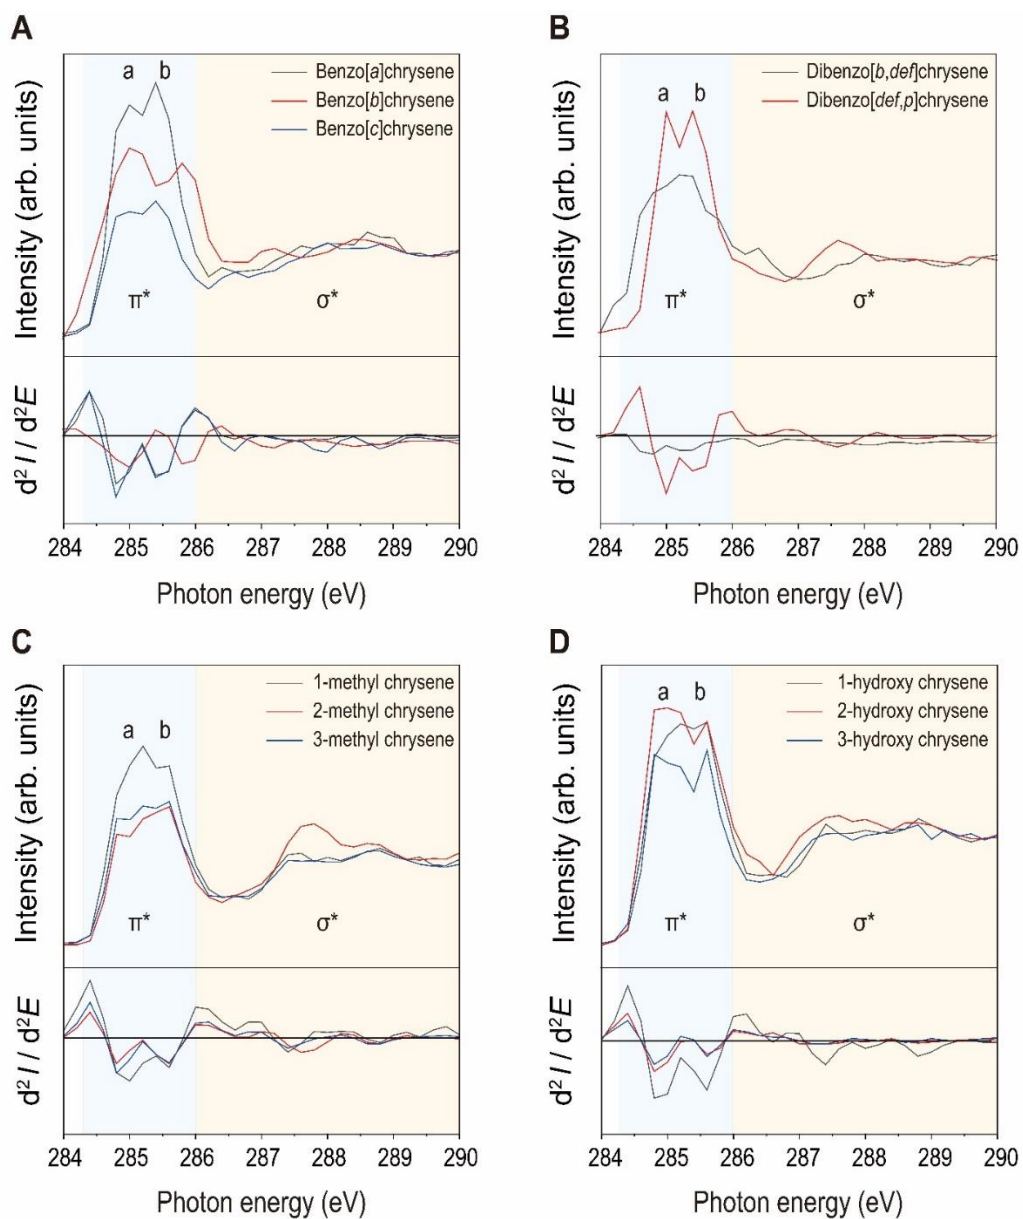 A
a b
Benzo[a]chrysene
Benzo[b]chrysene
Benzo[c]chrysene
Intensity (arb. units)
π*
σ*
d² I / d²E
284 285 286 287 288 289 290
Photon energy (eV)
B
a b
Dibenzo[b,def]chrysene
Dibenzo[def,p]chrysene
Intensity (arb. units)
π*
σ*
d² I / d²E
284 285 286 287 288 289 290
Photon energy (eV)
C
a b
1-methyl chrysene
2-methyl chrysene
3-methyl chrysene
Intensity (arb. units)
π*
σ*
d² I / d²E
284 285 286 287 288 289 290
Photon energy (eV)
D
a b
1-hydroxy chrysene
2-hydroxy chrysene
3-hydroxy chrysene
Intensity (arb. units)
π*
σ*
d² I / d²E
284 285 286 287 288 289 290
Photon energy (eV)